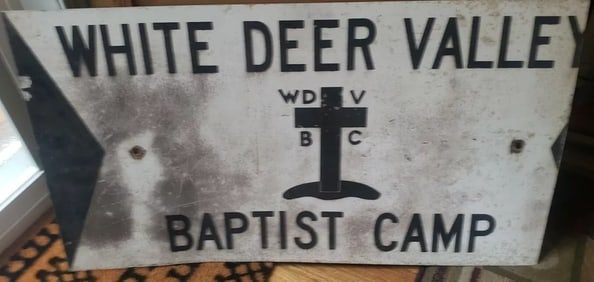 WHITE DEER VALLEY
WD V
B C
BAPTIST CAMP